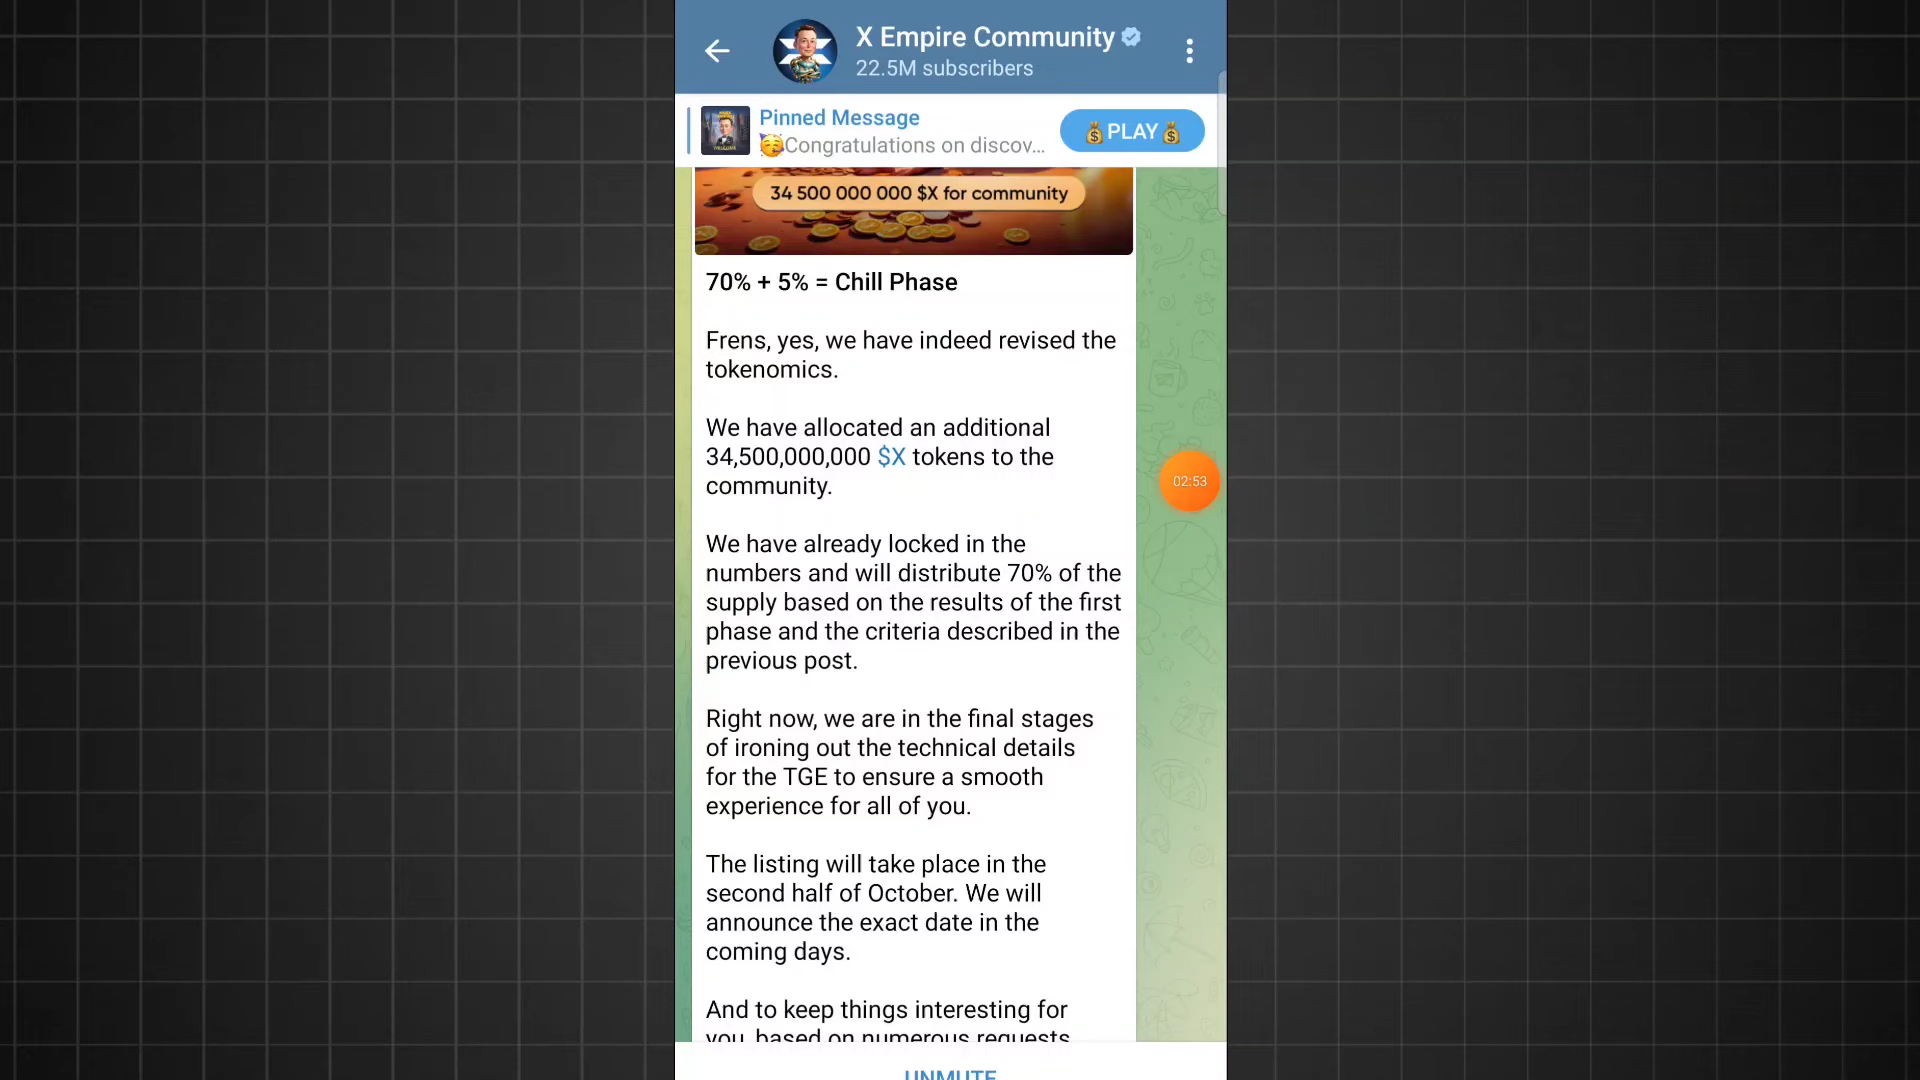 X Empire Community
22.5M subscribers
Pinned Message
🥳Congratulations on discov...
💰PLAY💰
34 500 000 000 $X for community
70% + 5% = Chill Phase
Frens, yes, we have indeed revised the
tokenomics.
We have allocated an additional
34,500,000,000 $X tokens to the
community.
We have already locked in the
numbers and will distribute 70% of the
supply based on the results of the first
phase and the criteria described in the
previous post.
Right now, we are in the final stages
of ironing out the technical details
for the TGE to ensure a smooth
experience for all of you.
The listing will take place in the
second half of October. We will
announce the exact date in the
coming days.
And to keep things interesting for
you, based on numerous requests
02:53
UNMUTE